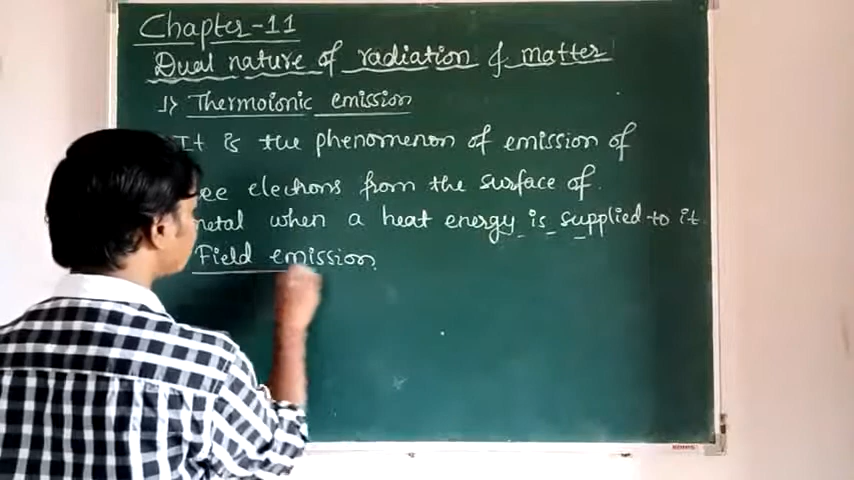 Chapter-11
Dual nature of radiation & matter
1) Thermoionic emission
It is the phenomenon of emission of
ee electrons from the surface of
metal when a heat energy is supplied to it
Field emission